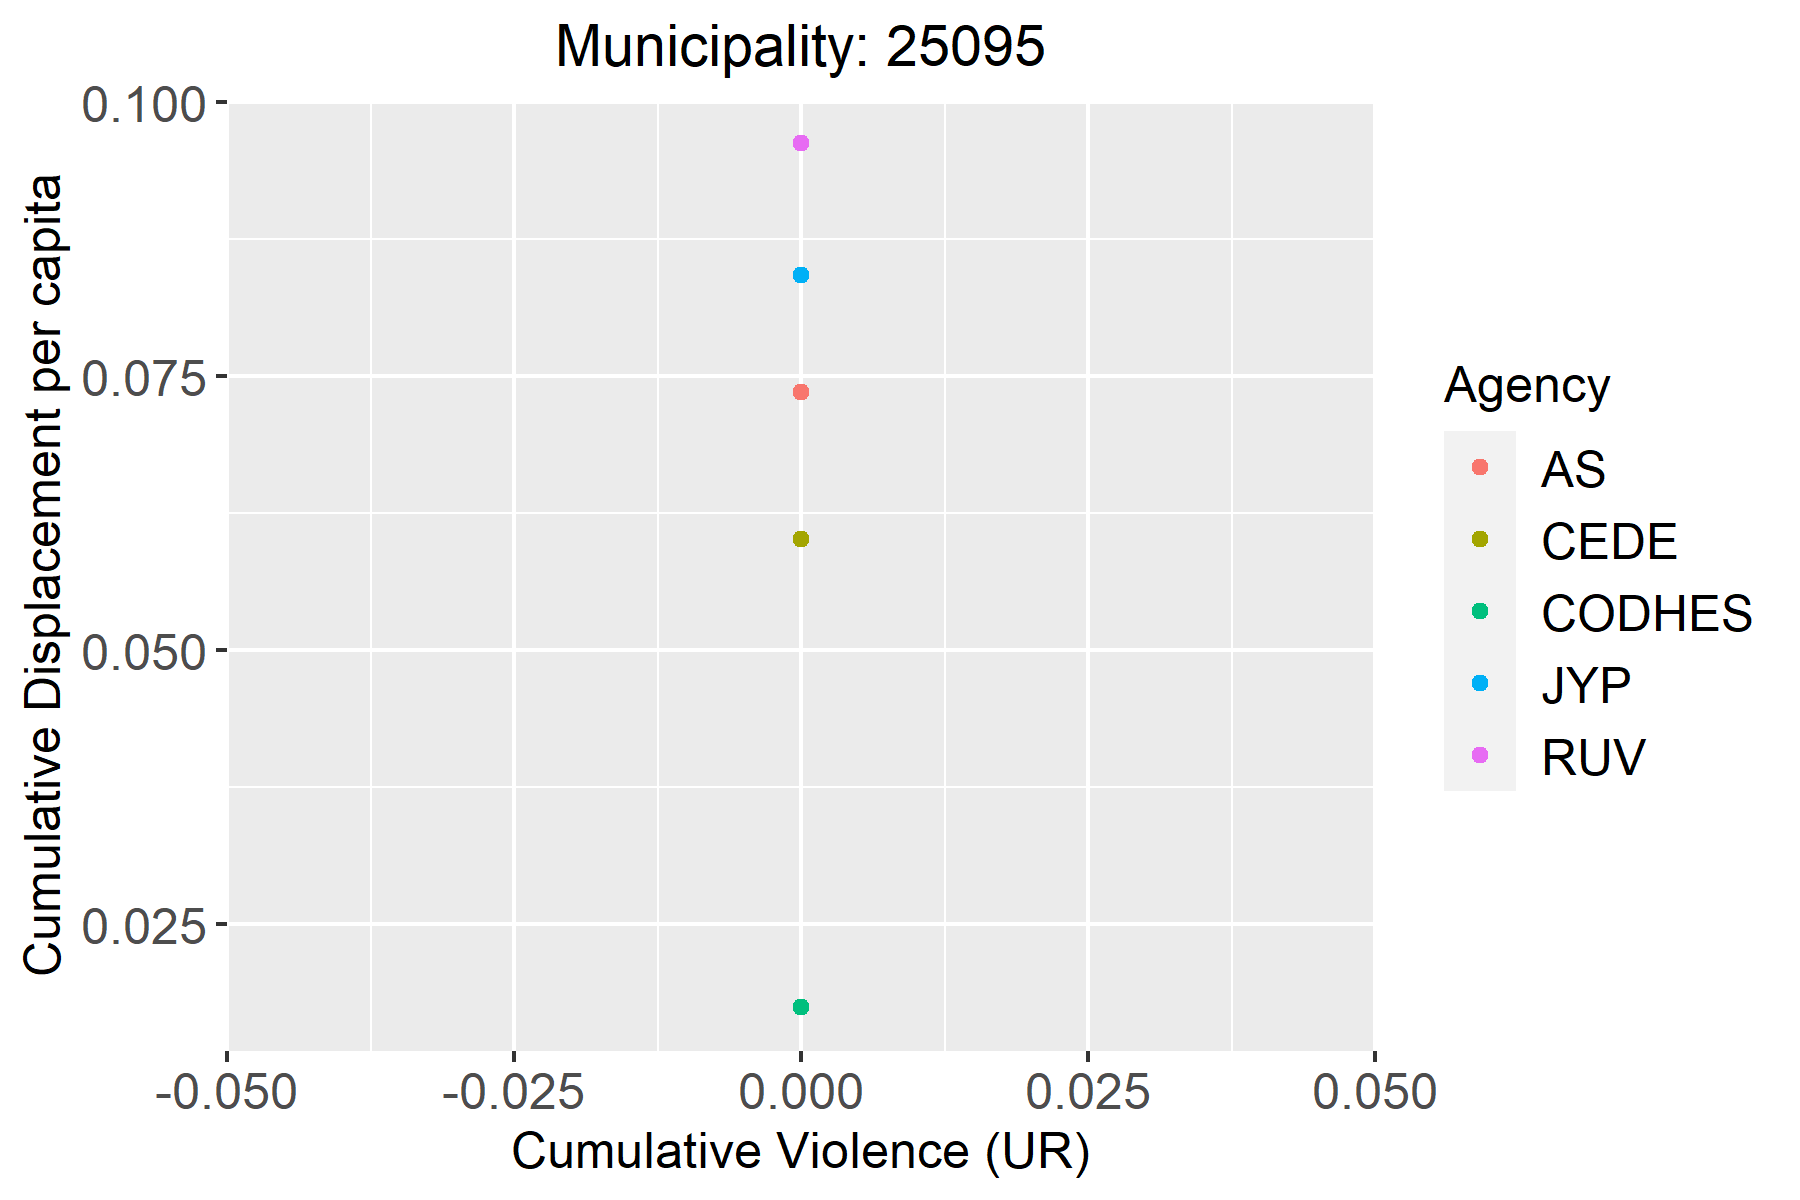 Municipality: 25095
Cumulative Displacement per capita
0.100
0.075
0.050
0.025
-0.050
-0.025
0.000
0.025
0.050
Cumulative Violence (UR)
Agency
AS
CEDE
CODHES
JYP
RUV